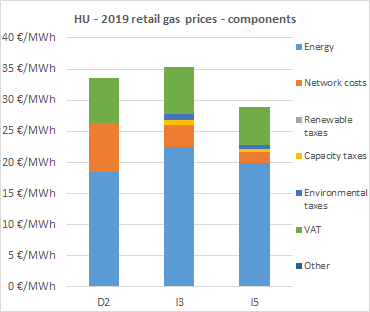 HU - 2019 retail gas prices - components
40 €/MWh
35 €/MWh
30 €/MWh
25 €/MWh
20 €/MWh
15 €/MWh
10 €/MWh
5 €/MWh
0 €/MWh
D2
I3
I5
Energy
Network costs
Renewable
taxes
Capacity taxes
Environmental
taxes
VAT
Other